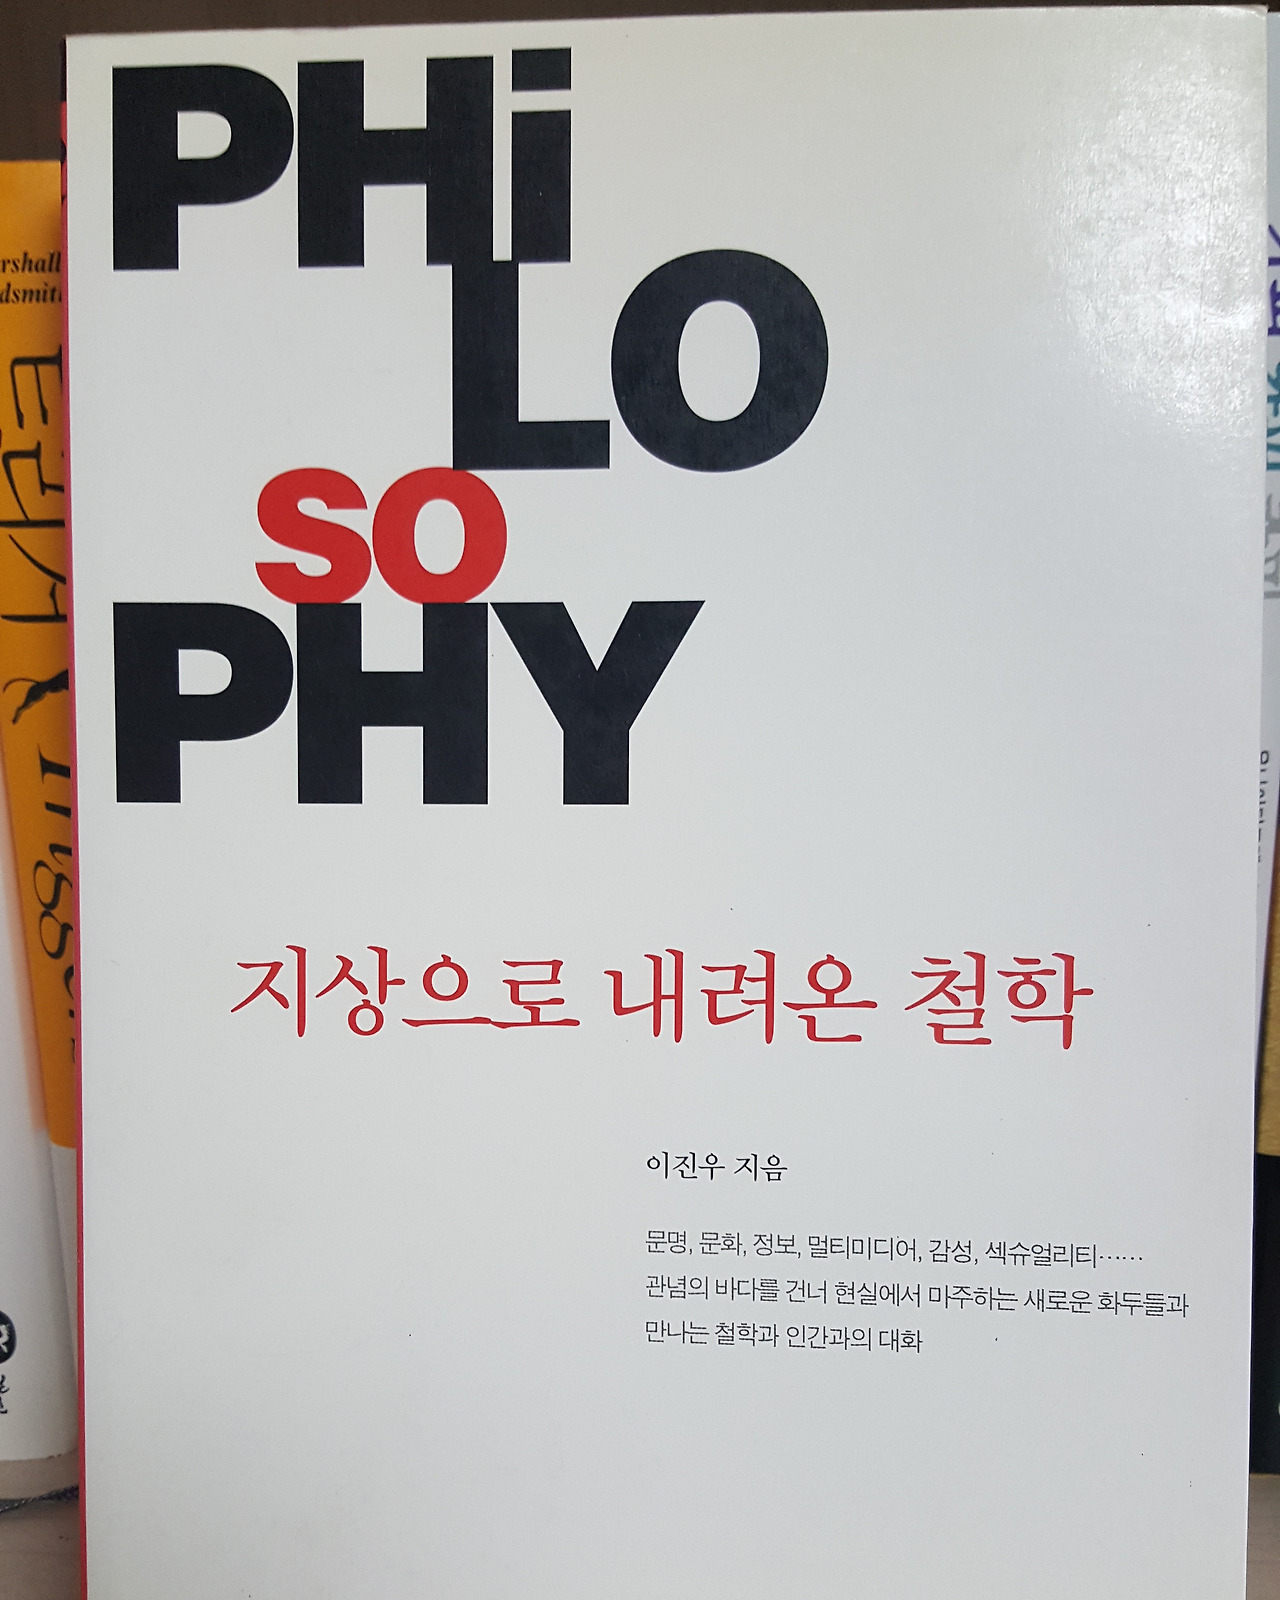 PHi
LO
SO
PHY
지상으로 내려온 철학
이진우 지음
문명, 문화, 정보, 멀티미디어, 감성, 섹슈얼리티……
관념의 바다를 건너 현실에서 마주하는 새로운 화두들과
만나는 철학과 인간과의 대화
rshall
dsmit